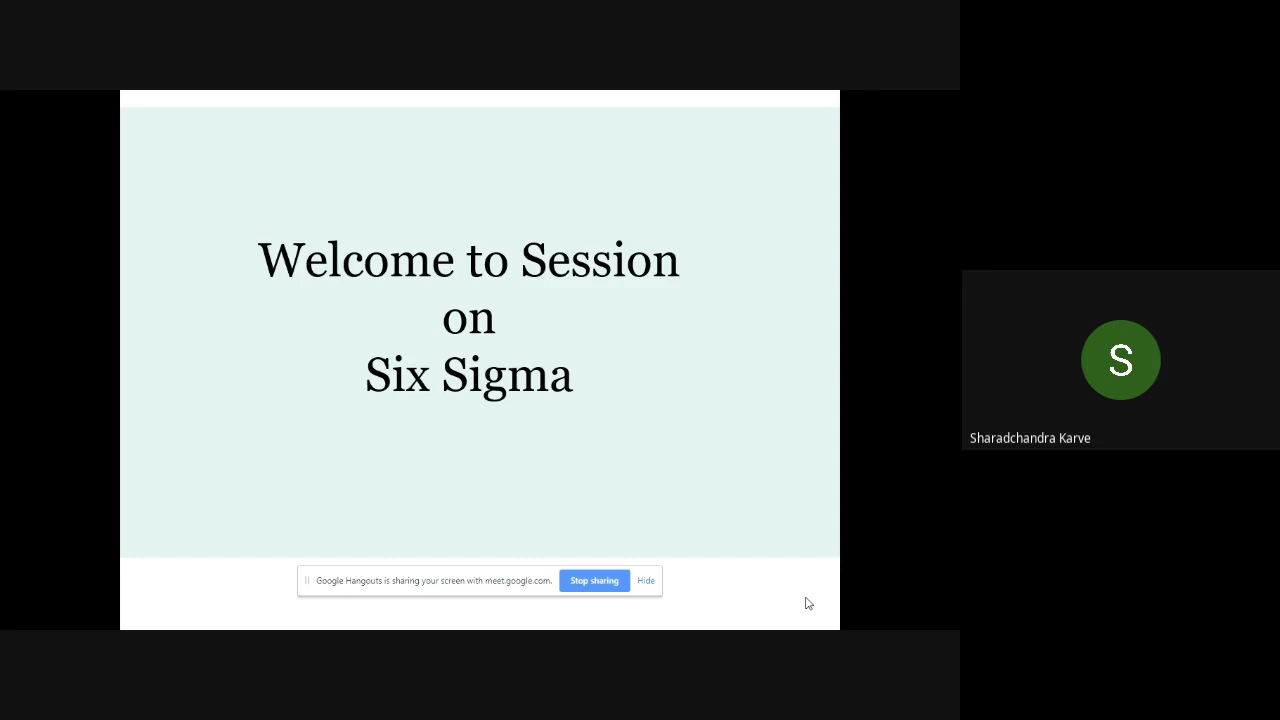 Welcome to Session
on
Six Sigma
Google Hangouts is sharing your screen with meet.google.com.
Stop sharing
Hide
S
Sharadchandra Karve